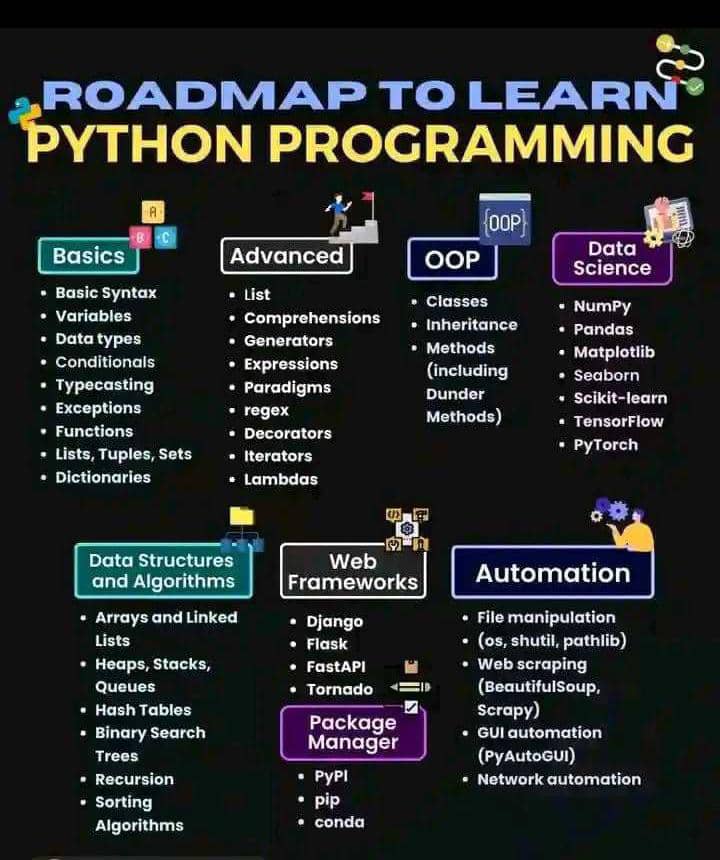 ROADMAP TO LEARN
PYTHON PROGRAMMING
A
B
C
Basics
• Basic Syntax
• Variables
• Data types
• Conditionals
• Typecasting
• Exceptions
• Functions
• Lists, Tuples, Sets
• Dictionaries
Advanced
• List
• Comprehensions
• Generators
• Expressions
• Paradigms
• regex
• Decorators
• Iterators
• Lambdas
{OOP}
OOP
• Classes
• Inheritance
• Methods
(including
Dunder
Methods)
Data
Science
• NumPy
• Pandas
• Matplotlib
• Seaborn
• Scikit-learn
• TensorFlow
• PyTorch
Data Structures
and Algorithms
• Arrays and Linked
Lists
• Heaps, Stacks,
Queues
• Hash Tables
• Binary Search
Trees
• Recursion
• Sorting
Algorithms
</>
Web
Frameworks
• Django
• Flask
• FastAPI
• Tornado
Package
Manager
• PyPI
• pip
• conda
Automation
• File manipulation
• (os, shutil, pathlib)
• Web scraping
(BeautifulSoup,
Scrapy)
• GUI automation
(PyAutoGUI)
• Network automation